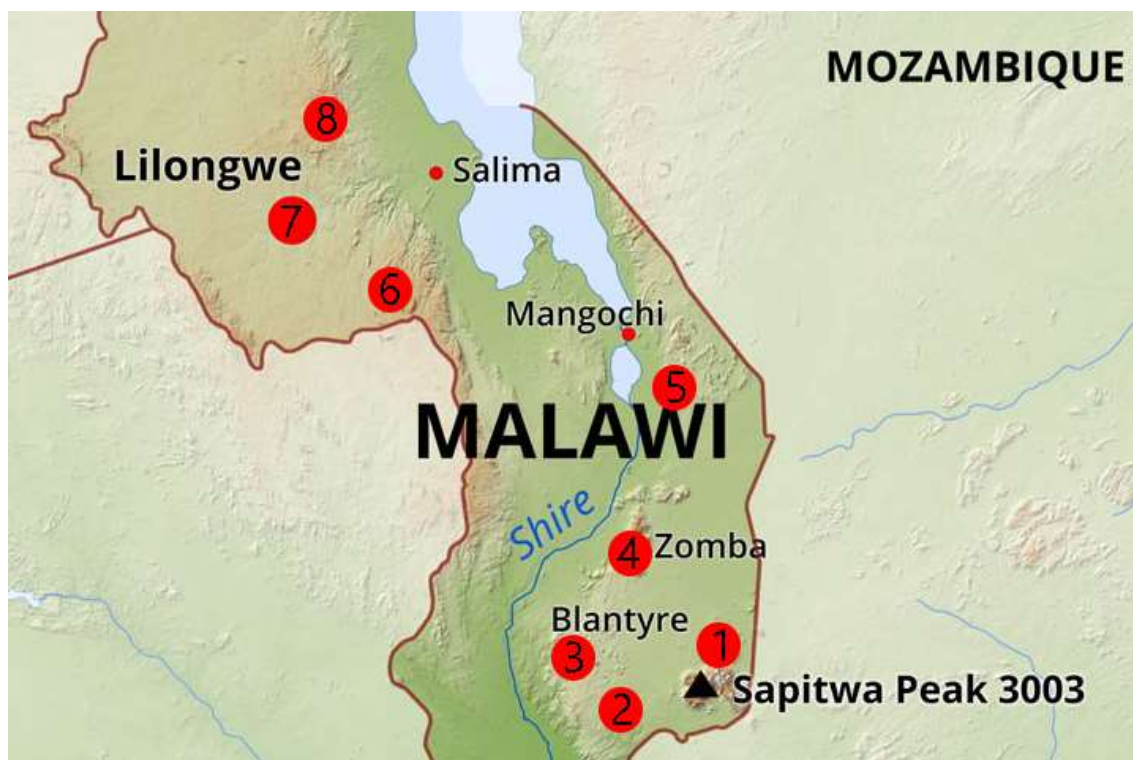 MOZAMBIQUE
8
Lilongwe
Salima
7
6
Mangochi
5
MALAWI
Shire
4 Zomba
Blantyre
1
3
Sapitwa Peak 3003
2